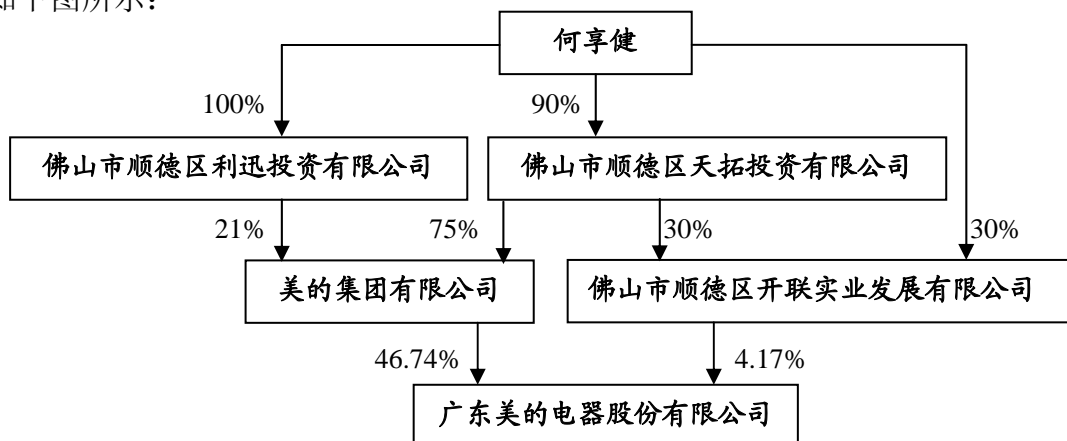 如下图所示：
何享健
100% 90%
佛山市顺德区利迅投资有限公司 佛山市顺德区天拓投资有限公司
21% 75% 30% 30%
美的集团有限公司 佛山市顺德区开联实业发展有限公司
46.74% 4.17%
广东美的电器股份有限公司